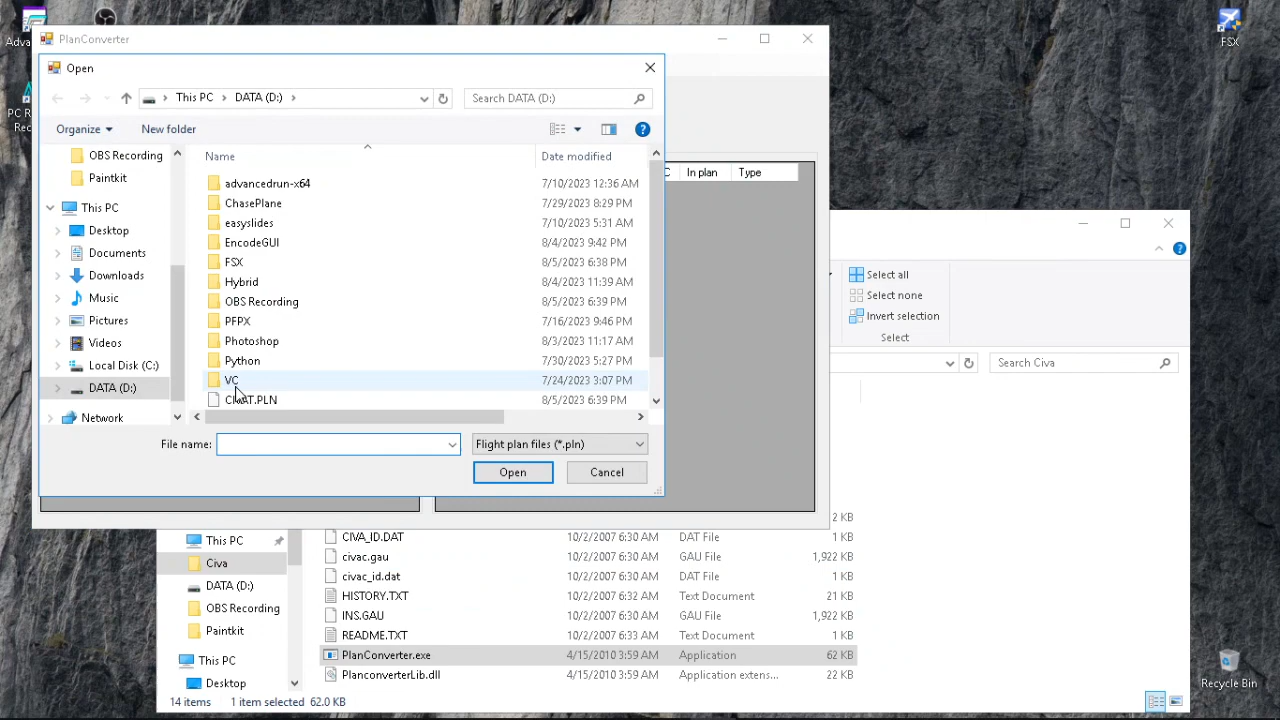 FSX
PlanConverter
Open
This PC
DATA (D:)
Search DATA (D:)
Organize
New folder
OBS Recording
Paintkit
This PC
Desktop
Documents
Downloads
Music
Pictures
Videos
Local Disk (C:)
DATA (D:)
Network
Name Date modified
advancedrun-x64 7/10/2023 12:36 AM
ChasePlane 7/29/2023 8:29 PM
easyslides 7/10/2023 5:31 AM
EncodeGUI 8/4/2023 9:42 PM
FSX 8/5/2023 6:38 PM
Hybrid 8/4/2023 11:39 AM
OBS Recording 8/5/2023 6:39 PM
PFPX 7/16/2023 9:46 PM
Photoshop 8/3/2023 11:17 AM
Python 7/30/2023 5:27 PM
VC 7/24/2023 3:07 PM
8/5/2023 6:39 PM
File name:
Flight plan files (*.pln)
Open
Cancel
In plan Type
Select all
Select none
Invert selection
Select
Search Civa
2 KB
This PC
Civa
DATA (D:)
OBS Recording
Paintkit
This PC
Desktop
CIVA_ID.DAT 10/2/2007 6:30 AM DAT File 1 KB
civac.gau 10/2/2007 6:30 AM GAU File 1,922 KB
civac_id.dat 10/2/2007 6:30 AM DAT File 1 KB
HISTORY.TXT 10/2/2007 6:32 AM Text Document 21 KB
INS.GAU 10/2/2007 6:30 AM GAU File 1,922 KB
README.TXT 10/2/2007 6:33 AM Text Document 1 KB
PlanConverter.exe 4/15/2010 3:59 AM Application 62 KB
PlanconverterLib.dll 4/15/2010 3:59 AM Application extens... 22 KB
14 items 1 item selected 62.0 KB
Recycle Bin